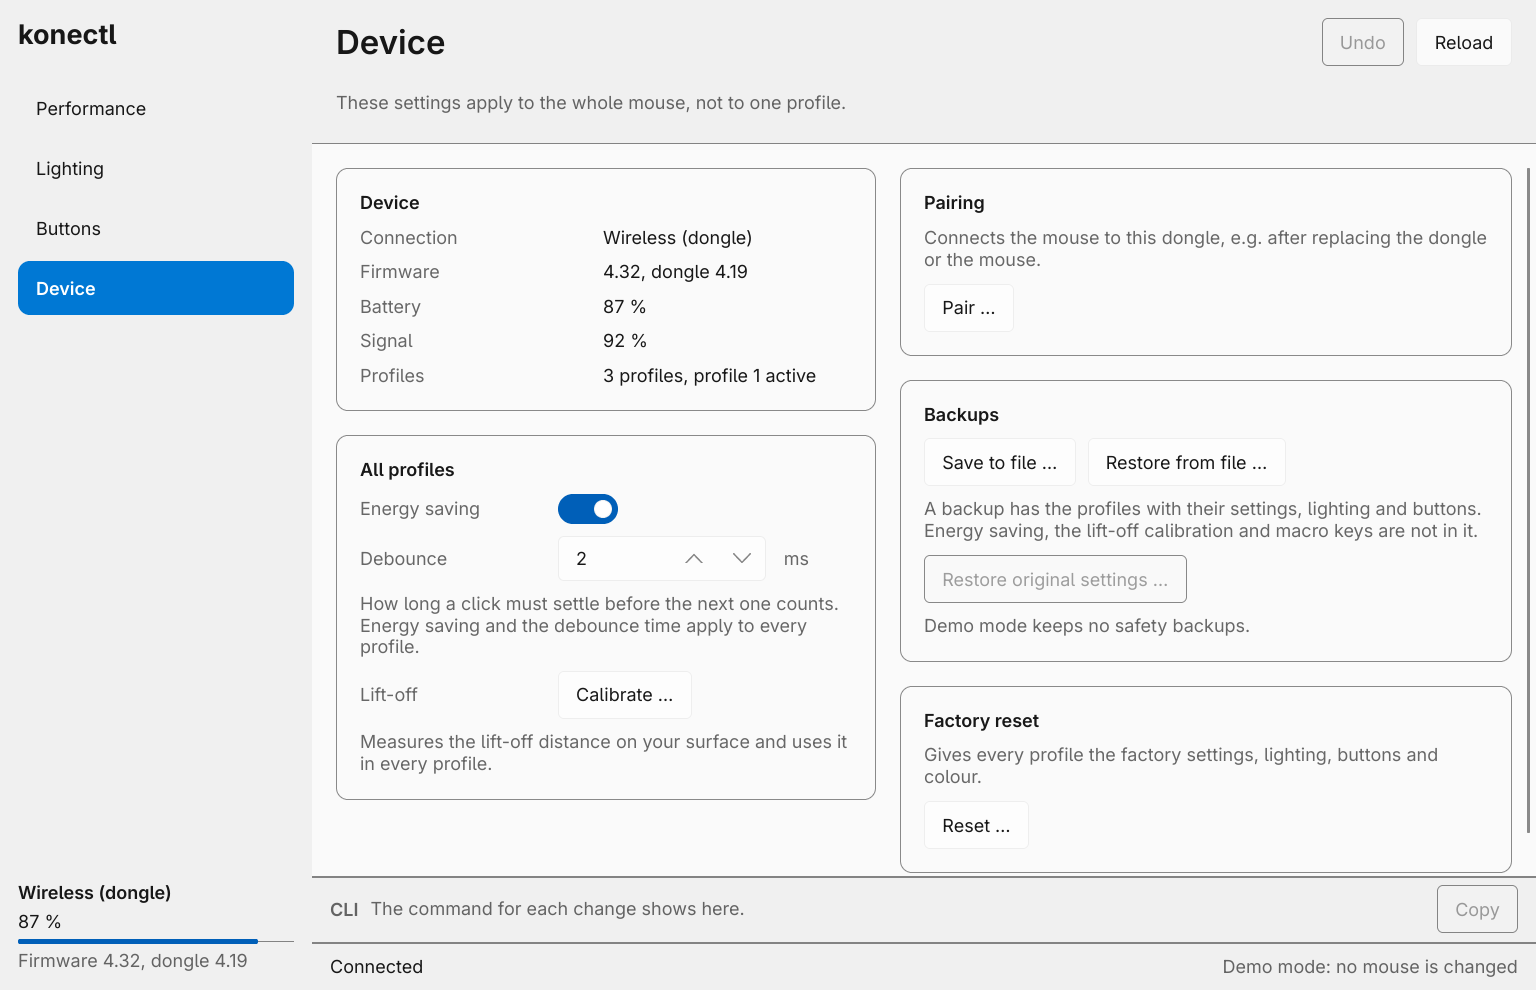 konectl
Performance
Lighting
Buttons
Device
Wireless (dongle)
87 %
Firmware 4.32, dongle 4.19
Device
Undo
Reload
These settings apply to the whole mouse, not to one profile.
Device
Connection Wireless (dongle)
Firmware 4.32, dongle 4.19
Battery 87 %
Signal 92 %
Profiles 3 profiles, profile 1 active
All profiles
Energy saving
Debounce 2 ms
How long a click must settle before the next one counts.
Energy saving and the debounce time apply to every
profile.
Lift-off Calibrate ...
Measures the lift-off distance on your surface and uses it
in every profile.
Pairing
Connects the mouse to this dongle, e.g. after replacing the dongle
or the mouse.
Pair ...
Backups
Save to file ... Restore from file ...
A backup has the profiles with their settings, lighting and buttons.
Energy saving, the lift-off calibration and macro keys are not in it.
Restore original settings ...
Demo mode keeps no safety backups.
Factory reset
Gives every profile the factory settings, lighting, buttons and
colour.
Reset ...
CLI The command for each change shows here.
Copy
Connected
Demo mode: no mouse is changed